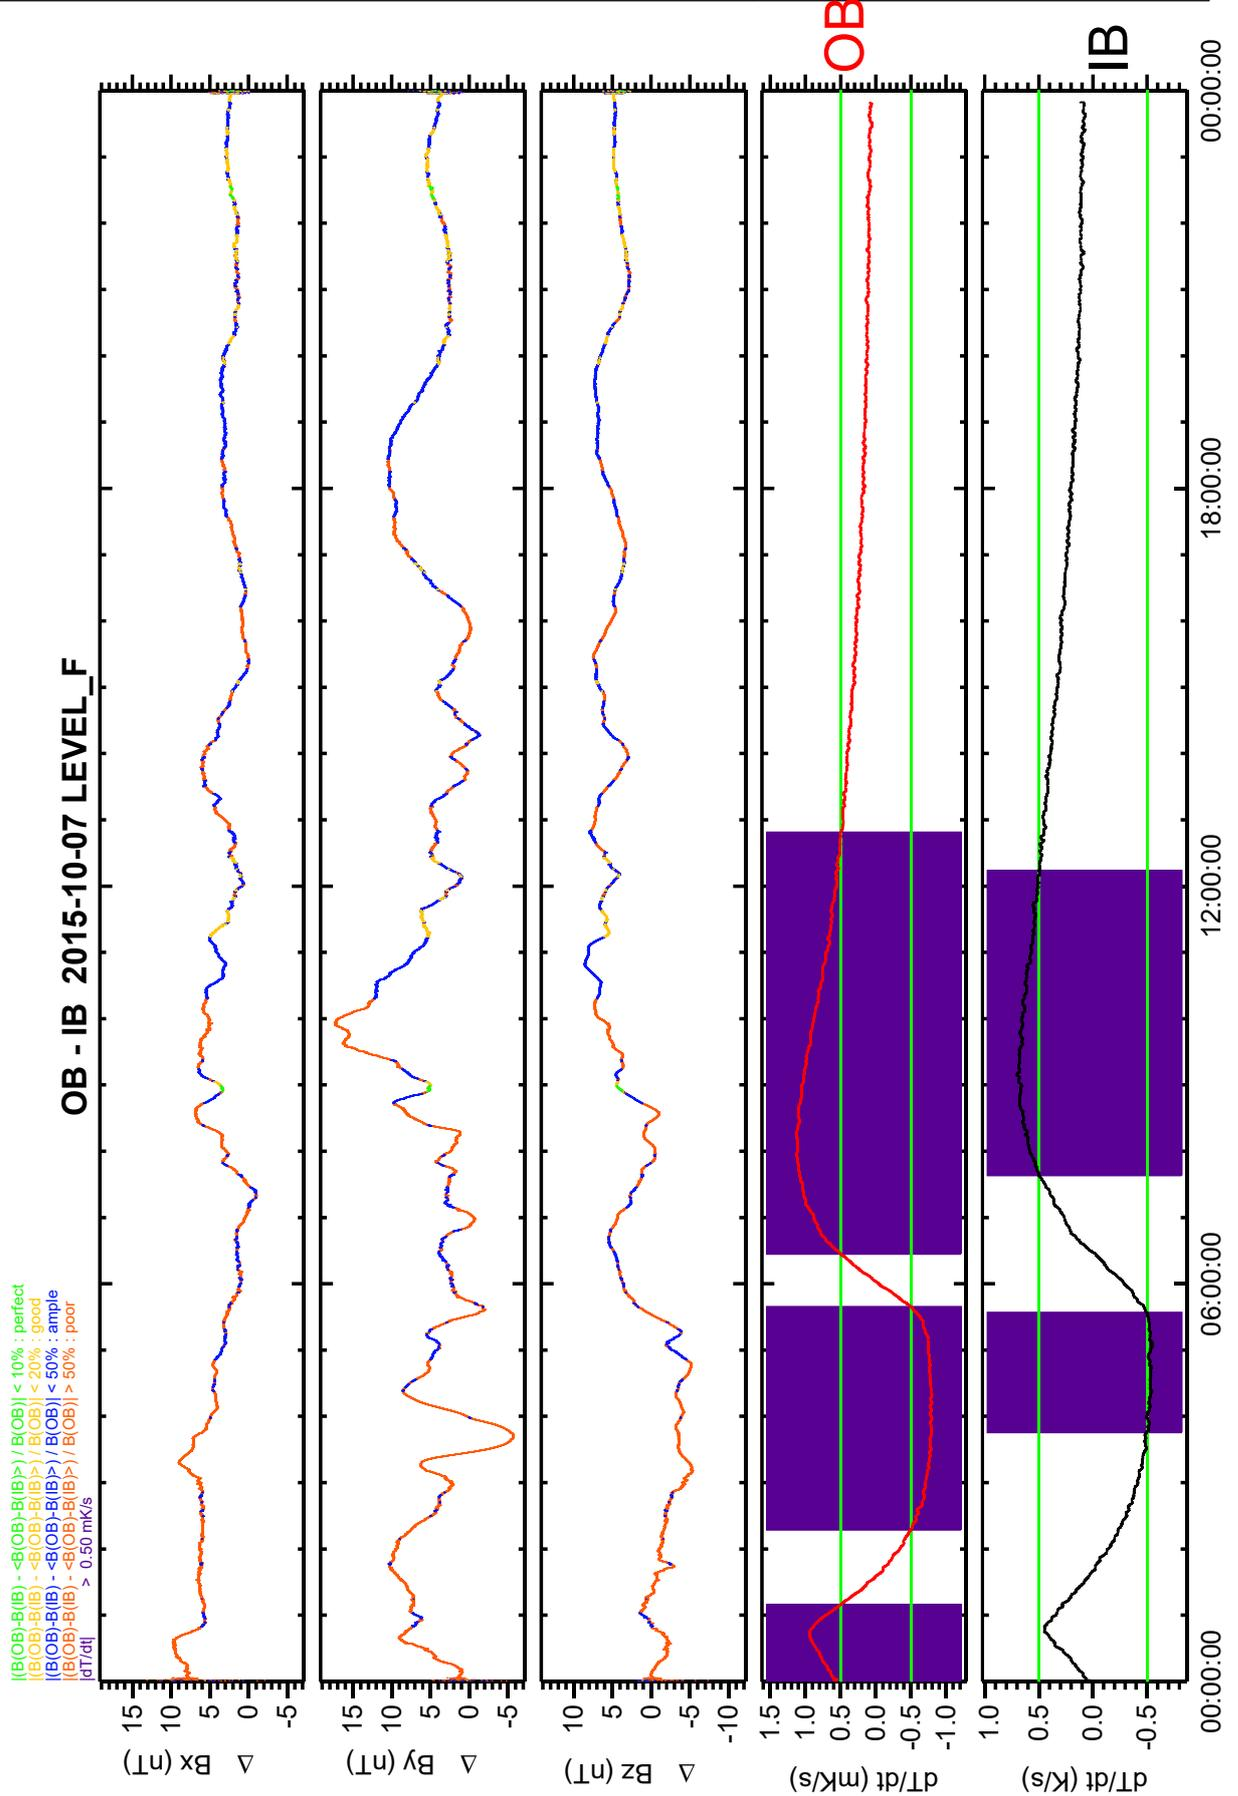 |(B(OB)-B(IB) - <B(OB)-B(IB)>) / B(OB)| < 10% : perfect
|(B(OB)-B(IB) - <B(OB)-B(IB)>) / B(OB)| < 20% : good
|(B(OB)-B(IB) - <B(OB)-B(IB)>) / B(OB)| < 50% : ample
|(B(OB)-B(IB) - <B(OB)-B(IB)>) / B(OB)| > 50% : poor
|dT/dt| > 0.50 mK/s
OB - IB 2015-10-07 LEVEL_F
Δ Bx (nT)
15
10
5
0
-5
Δ By (nT)
15
10
5
0
-5
Δ Bz (nT)
10
5
0
-5
-10
dT/dt (mK/s)
1.5
1.0
0.5
0.0
-0.5
-1.0
OB
dT/dt (K/s)
1.0
0.5
0.0
-0.5
IB
00:00:00 06:00:00 12:00:00 18:00:00 00:00:00